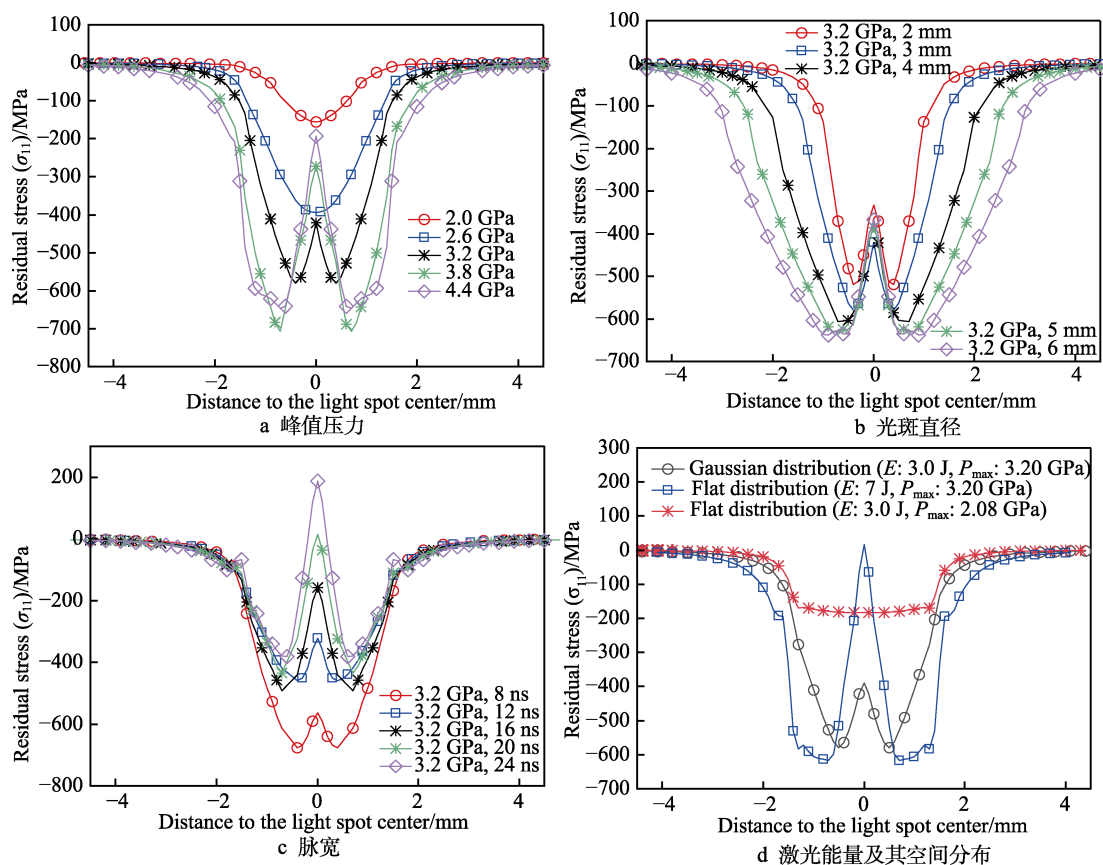 100
0
−100
−200
−300
−400
−500
−600
−700
−800
Residual stress (σ₁₁)/MPa
2.0 GPa
2.6 GPa
3.2 GPa
3.8 GPa
4.4 GPa
−4 −2 0 2 4
Distance to the light spot center/mm
a 峰值压力
100
0
−100
−200
−300
−400
−500
−600
−700
Residual stress (σ₁₁)/MPa
3.2 GPa, 2 mm
3.2 GPa, 3 mm
3.2 GPa, 4 mm
3.2 GPa, 5 mm
3.2 GPa, 6 mm
−4 −2 0 2 4
Distance to the light spot center/mm
b 光斑直径
200
0
−200
−400
−600
−800
Residual stress (σ₁₁)/MPa
3.2 GPa, 8 ns
3.2 GPa, 12 ns
3.2 GPa, 16 ns
3.2 GPa, 20 ns
3.2 GPa, 24 ns
−4 −2 0 2 4
Distance to the light spot center/mm
c 脉宽
300
200
100
0
−100
−200
−300
−400
−500
−600
−700
Residual stress (σ₁₁)/MPa
Gaussian distribution (E: 3.0 J, Pmax: 3.20 GPa)
Flat distribution (E: 7 J, Pmax: 3.20 GPa)
Flat distribution (E: 3.0 J, Pmax: 2.08 GPa)
−4 −2 0 2 4
Distance to the light spot center/mm
d 激光能量及其空间分布